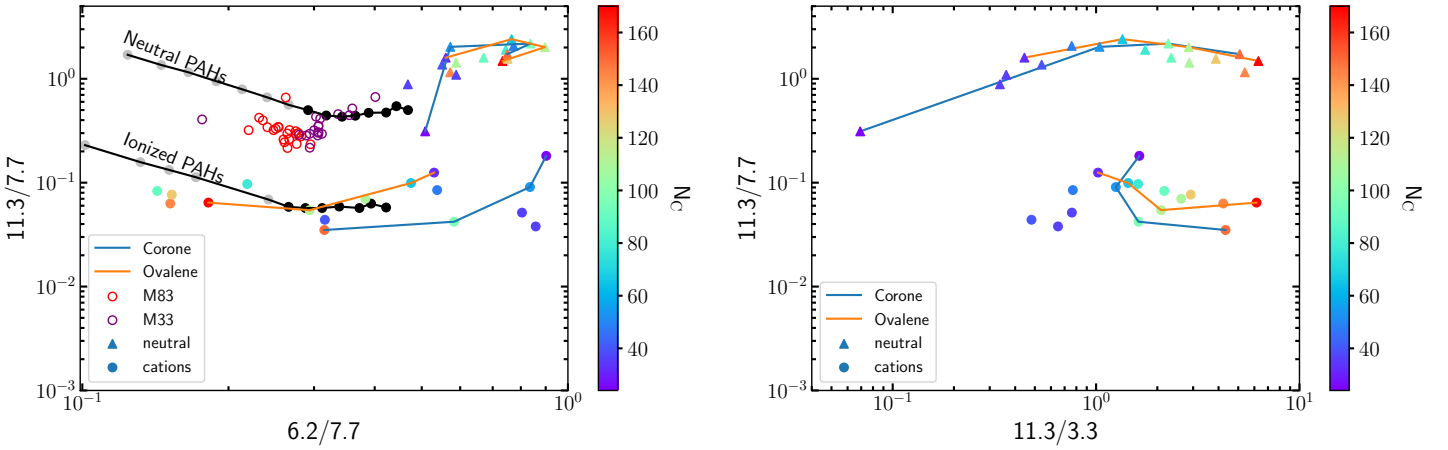 Neutral PAHs
Ionized PAHs
11.3/7.7
10^0
10^-1
10^-2
10^-3
Corone
Ovalene
M83
M33
neutral
cations
10^-1
10^0
6.2/7.7
160
140
120
100
80
60
40
N_C
11.3/7.7
10^0
10^-1
10^-2
10^-3
Corone
Ovalene
neutral
cations
10^-1
10^0
10^1
11.3/3.3
160
140
120
100
80
60
40
N_C